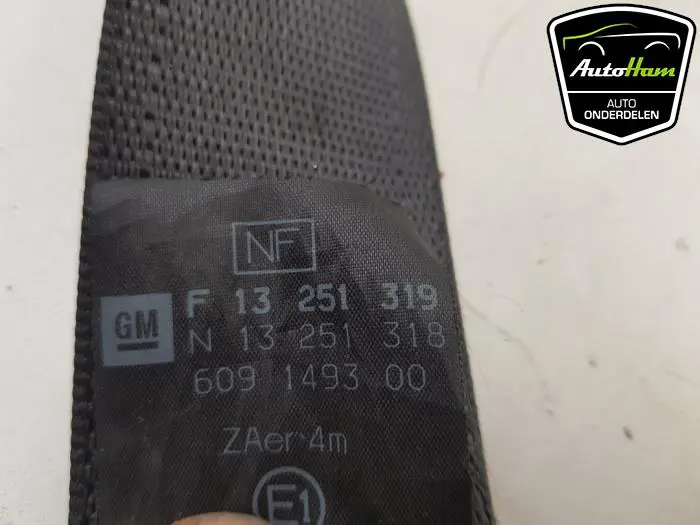 AutoHam
AUTO
ONDERDELEN
NF
GM
F 13 251 319
N 13 251 318
609 1493 00
ZAer 4m
E1